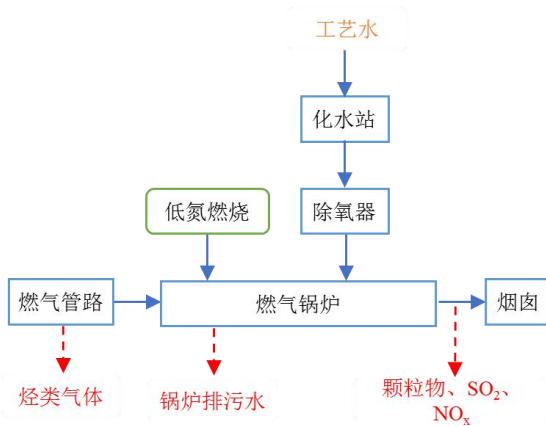 工艺水
化水站
低氮燃烧
除氧器
燃气管路
燃气锅炉
烟囱
烃类气体
锅炉排污水
颗粒物、SO₂、
NOₓ